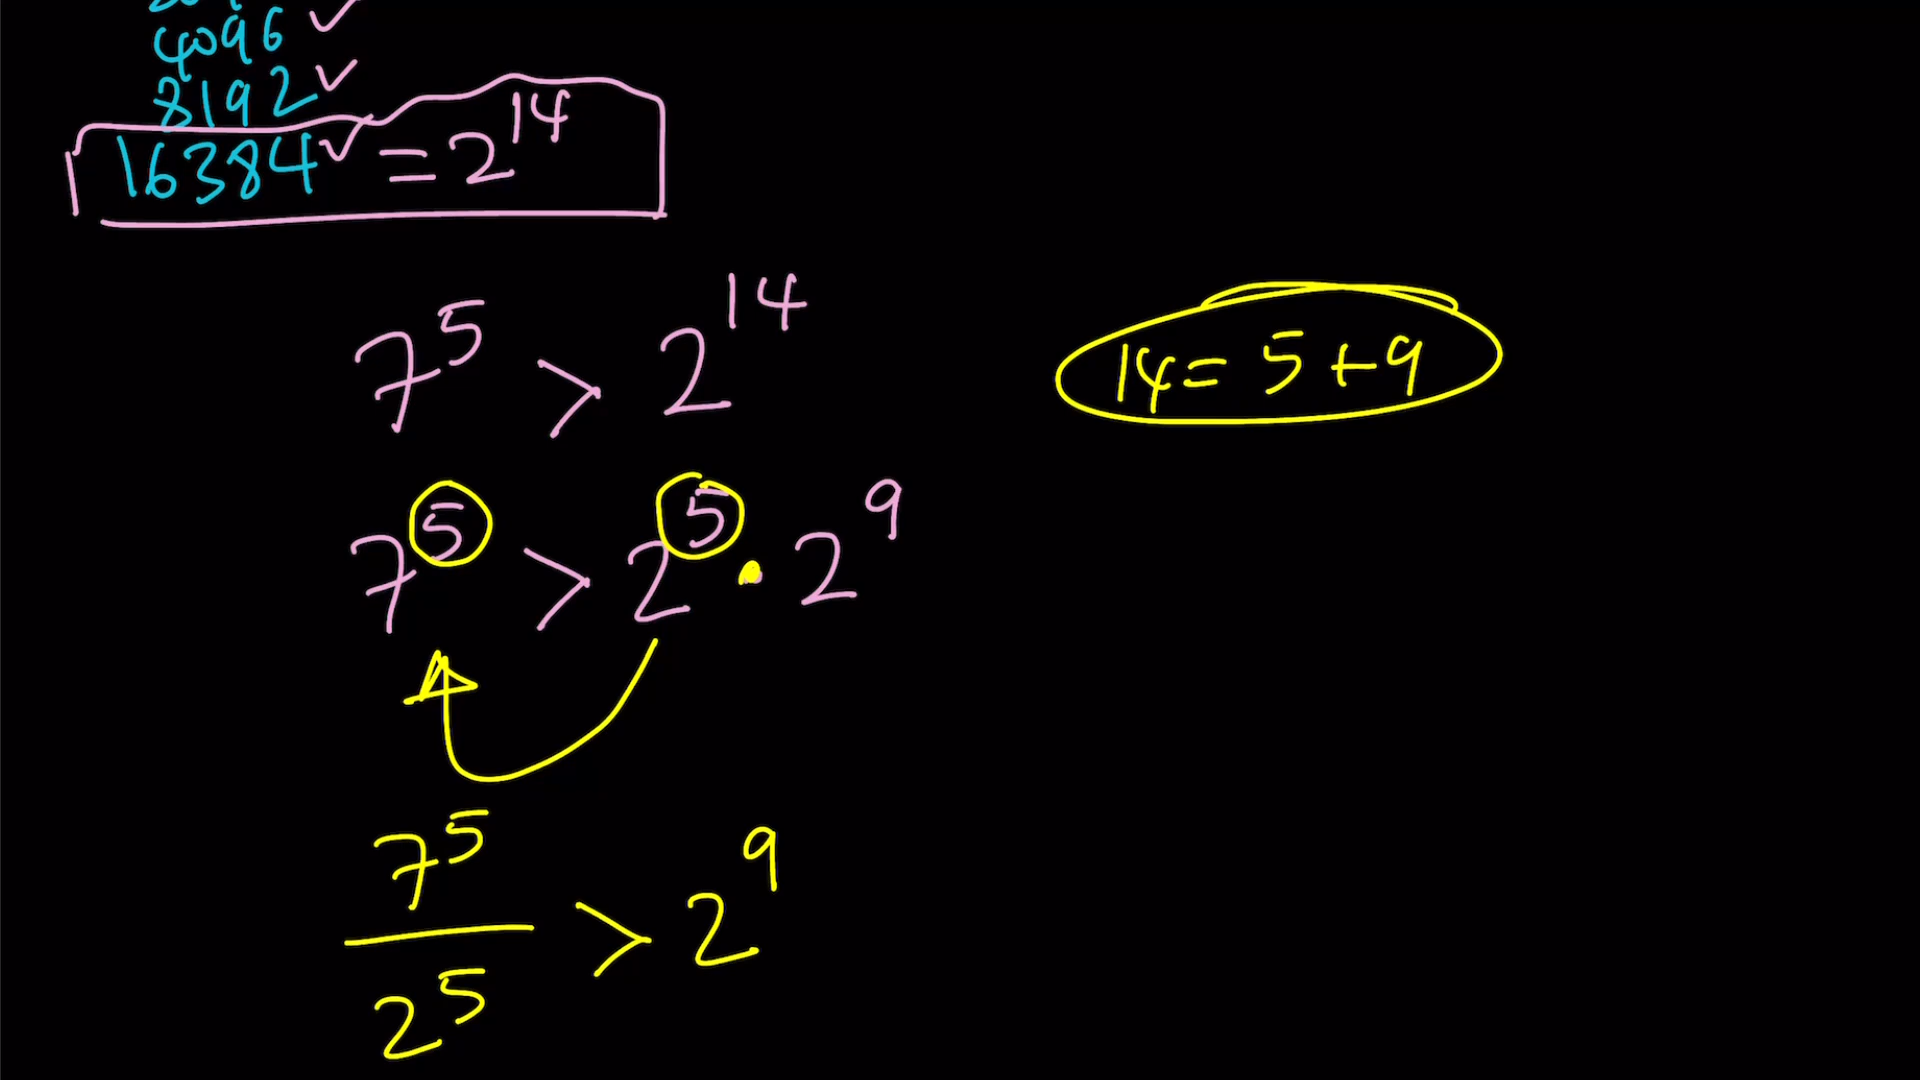 4096 ✓
8192 ✓
16384 ✓ = 2^14
7^5 > 2^14
14 = 5 + 9
7^5 > 2^5 · 2^9
7^5 / 2^5 > 2^9